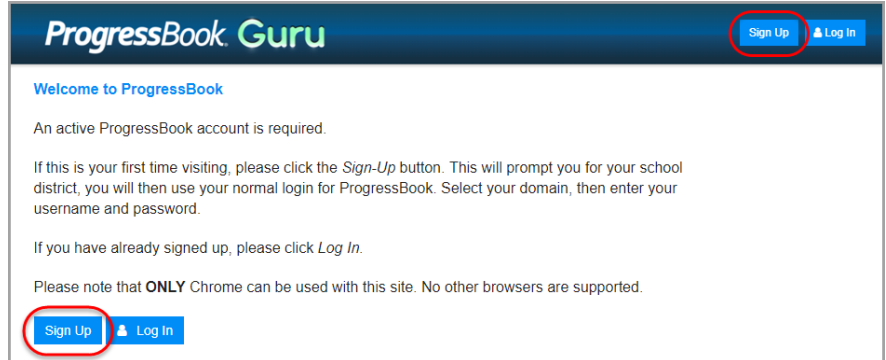 ProgressBook. Guru
Sign Up Log In
Welcome to ProgressBook
An active ProgressBook account is required.
If this is your first time visiting, please click the Sign-Up button. This will prompt you for your school
district, you will then use your normal login for ProgressBook. Select your domain, then enter your
username and password.
If you have already signed up, please click Log In.
Please note that ONLY Chrome can be used with this site. No other browsers are supported.
Sign Up Log In